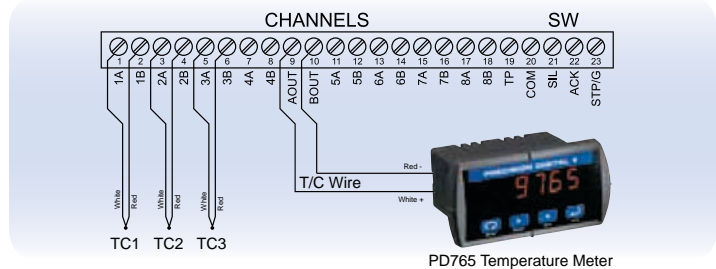 CHANNELS SW
1 2 3 4 5 6 7 8 9 10 11 12 13 14 15 16 17 18 19 20 21 22 23
1A 1B 2A 2B 3A 3B 4A 4B AOUT BOUT 5A 5B 6A 6B 7A 7B 8A 8B TP COM SIL ACK STP/G
Red -
T/C Wire
White +
White Red White Red White Red
TC1 TC2 TC3
PRECISION DIGITAL
9765
PD765 Temperature Meter